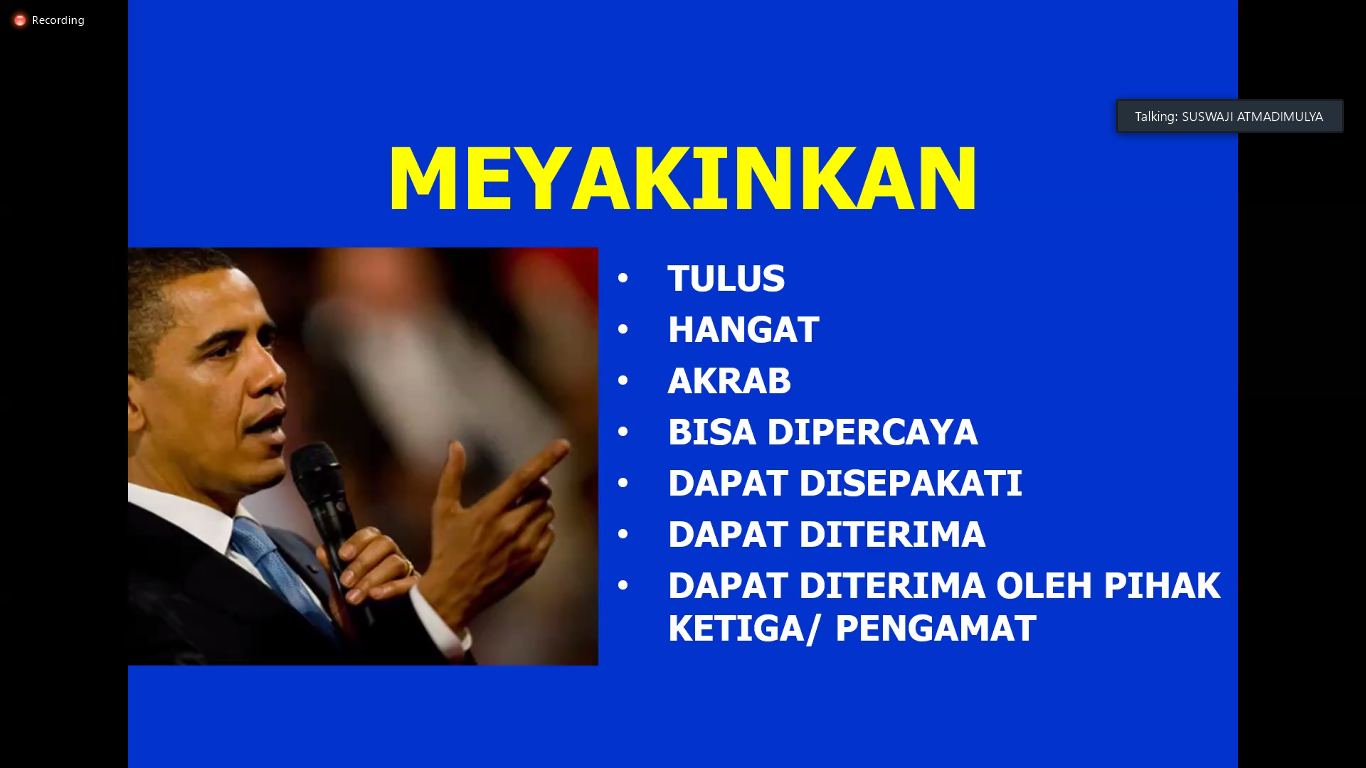 Recording
Talking: SUSWAJI ATMADIMULYA
MEYAKINKAN
• TULUS
• HANGAT
• AKRAB
• BISA DIPERCAYA
• DAPAT DISEPAKATI
• DAPAT DITERIMA
• DAPAT DITERIMA OLEH PIHAK
KETIGA/ PENGAMAT